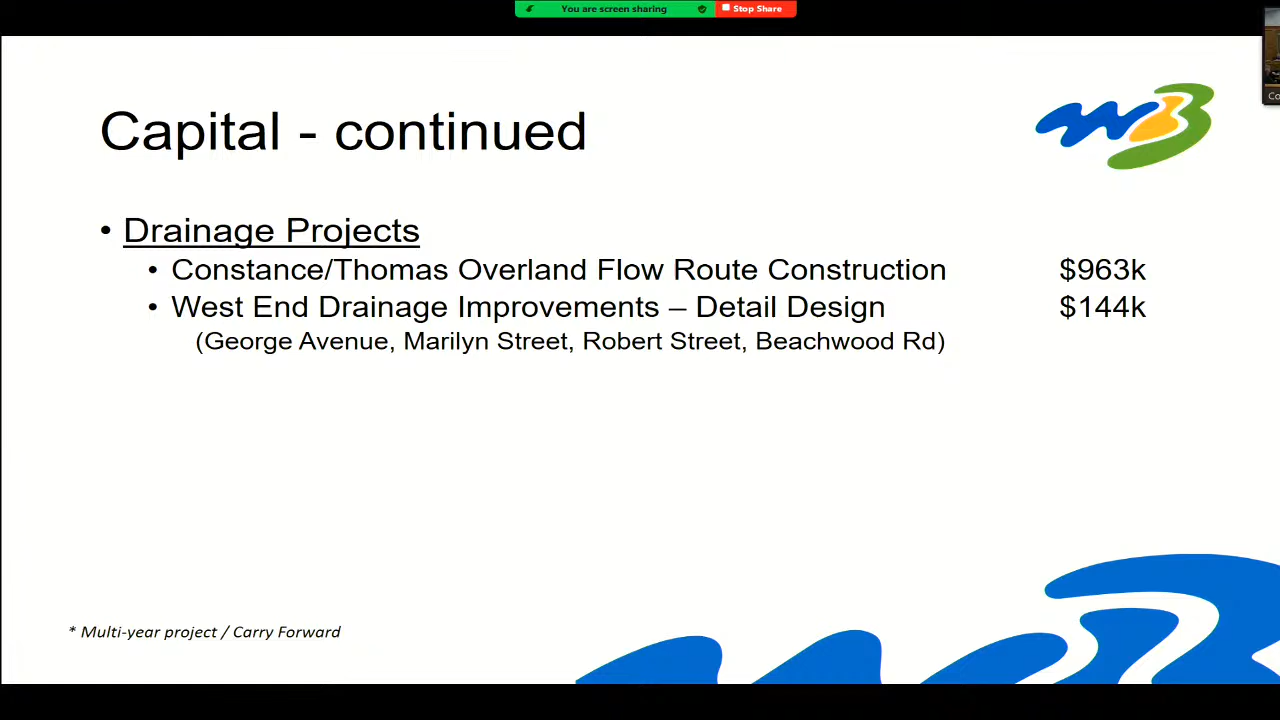 You are screen sharing
Stop Share
Co
Capital - continued
• Drainage Projects
• Constance/Thomas Overland Flow Route Construction $963k
• West End Drainage Improvements – Detail Design $144k
(George Avenue, Marilyn Street, Robert Street, Beachwood Rd)
* Multi-year project / Carry Forward